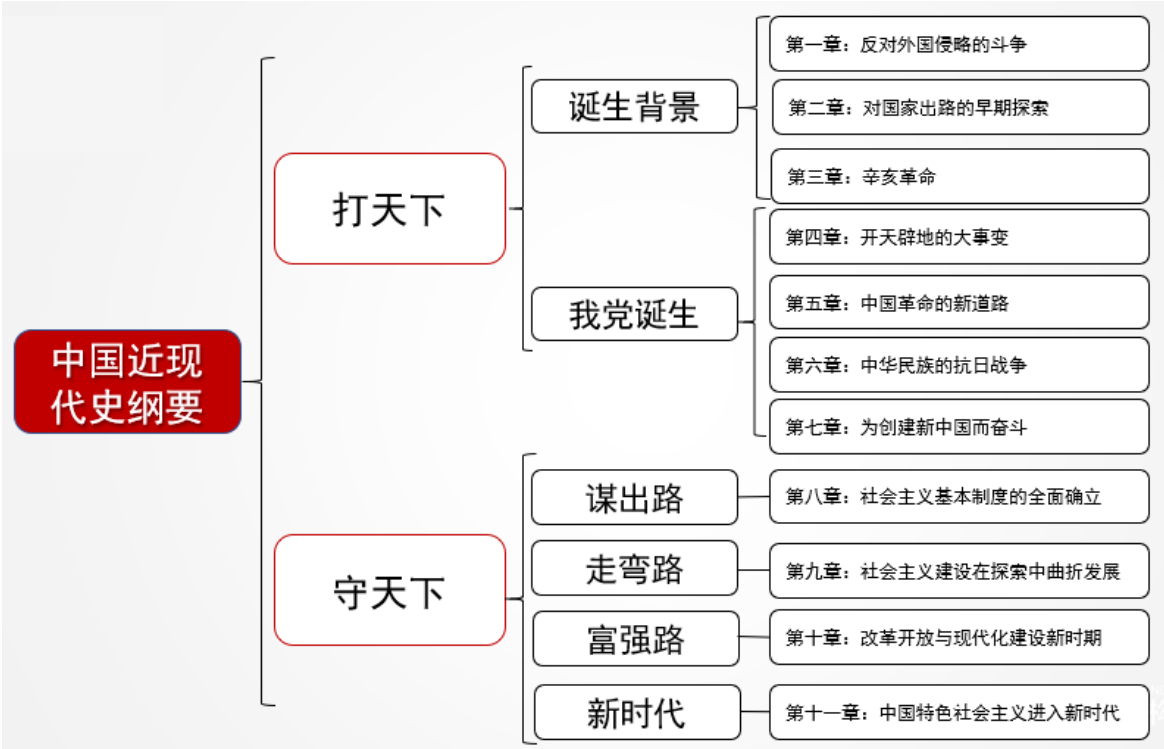 中国近现
代史纲要
打天下
诞生背景
第一章：反对外国侵略的斗争
第二章：对国家出路的早期探索
第三章：辛亥革命
我党诞生
第四章：开天辟地的大事变
第五章：中国革命的新道路
第六章：中华民族的抗日战争
第七章：为创建新中国而奋斗
守天下
谋出路
第八章：社会主义基本制度的全面确立
走弯路
第九章：社会主义建设在探索中曲折发展
富强路
第十章：改革开放与现代化建设新时期
新时代
第十一章：中国特色社会主义进入新时代